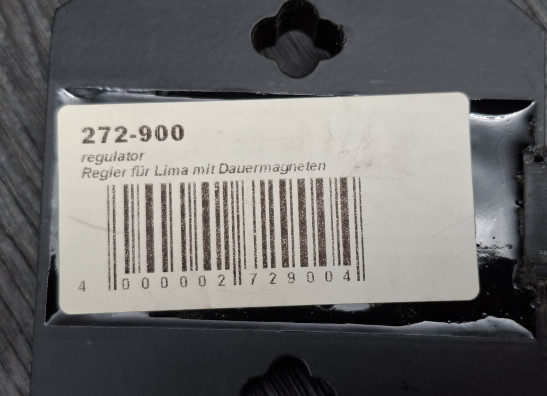 272-900
regulator
Regler für Lima mit Dauermagneten
4 000002 729004